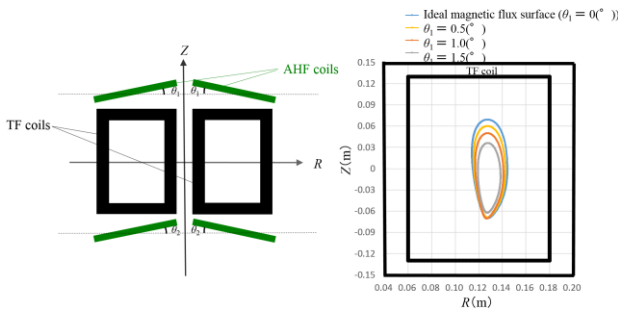 Z
AHF coils
θ₁
θ₁
TF coils
R
θ₂
θ₂
Ideal magnetic flux surface (θ₁ = 0(° ))
θ₁ = 0.5(° )
θ₁ = 1.0(° )
= 1.5(° )
TF coil
Z(m)
0.15
0.12
0.09
0.06
0.03
0
-0.03
-0.06
-0.09
-0.12
-0.15
0.04 0.06 0.08 0.10 0.12 0.14 0.16 0.18 0.20
R(m)